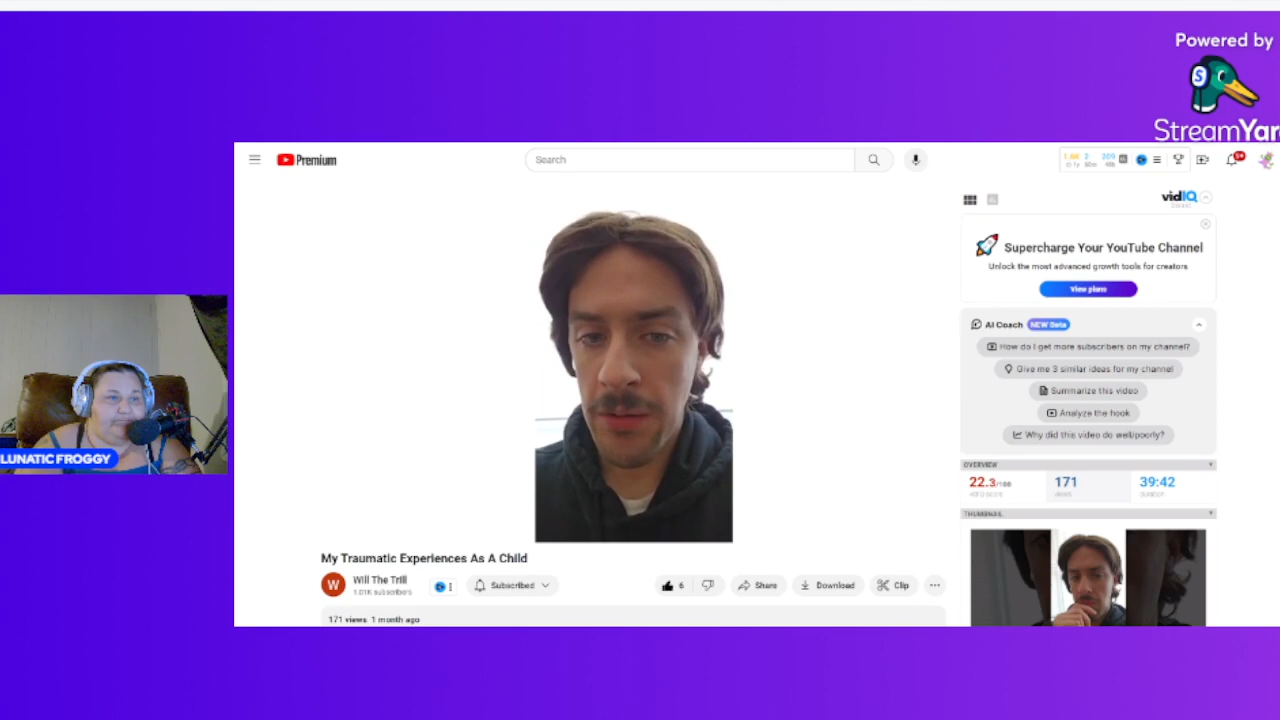 Powered by
StreamYar
Premium
Search
9+
vidIQ
Supercharge Your YouTube Channel
Unlock the most advanced growth tools for creators
View plans
AI Coach NEW Beta
How do I get more subscribers on my channel?
Give me 3 similar ideas for my channel
Summarize this video
Analyze the hook
Why did this video do well/poorly?
LUNATIC FROGGY
OVERVIEW
22.3/100 171 39:42
views duration
THUMBNAIL
My Traumatic Experiences As A Child
W
Will The Trill
1.01K subscribers
Subscribed
6
Share
Download
Clip
171 views 1 month ago